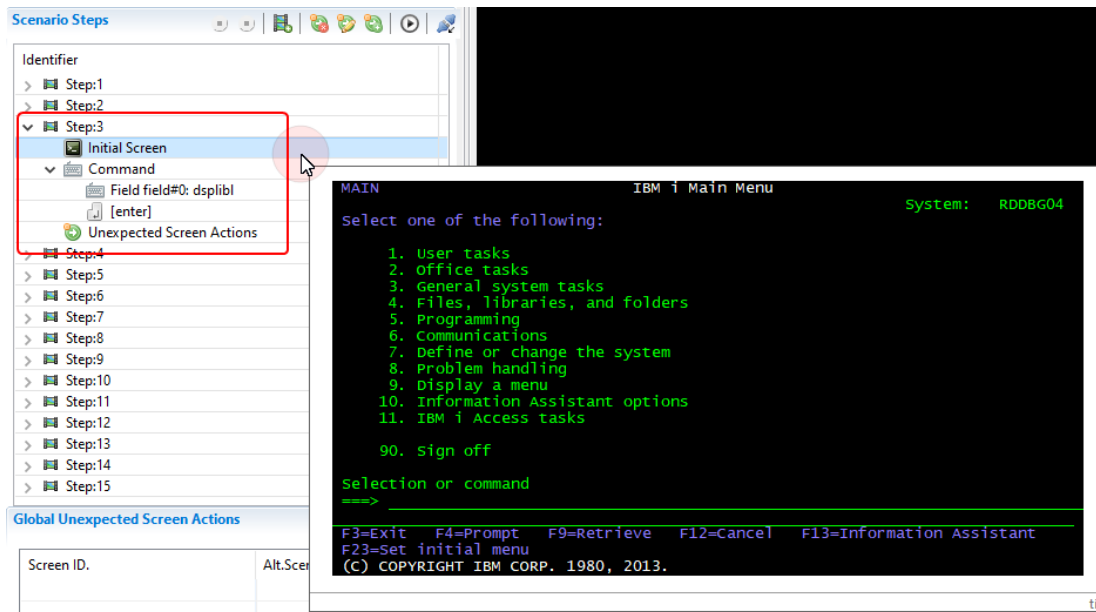 Scenario Steps
Identifier
Step:1
Step:2
Step:3
Initial Screen
Command
Field field#0: dsplibl
[enter]
Unexpected Screen Actions
Step:4
Step:5
Step:6
Step:7
Step:8
Step:9
Step:10
Step:11
Step:12
Step:13
Step:14
Step:15
Global Unexpected Screen Actions
Screen ID. Alt.Scer
MAIN IBM i Main Menu
System: RDDBG04
Select one of the following:
1. User tasks
2. Office tasks
3. General system tasks
4. Files, libraries, and folders
5. Programming
6. Communications
7. Define or change the system
8. Problem handling
9. Display a menu
10. Information Assistant options
11. IBM i Access tasks
90. Sign off
Selection or command
===>
F3=Exit F4=Prompt F9=Retrieve F12=Cancel F13=Information Assistant
F23=Set initial menu
(C) COPYRIGHT IBM CORP. 1980, 2013.